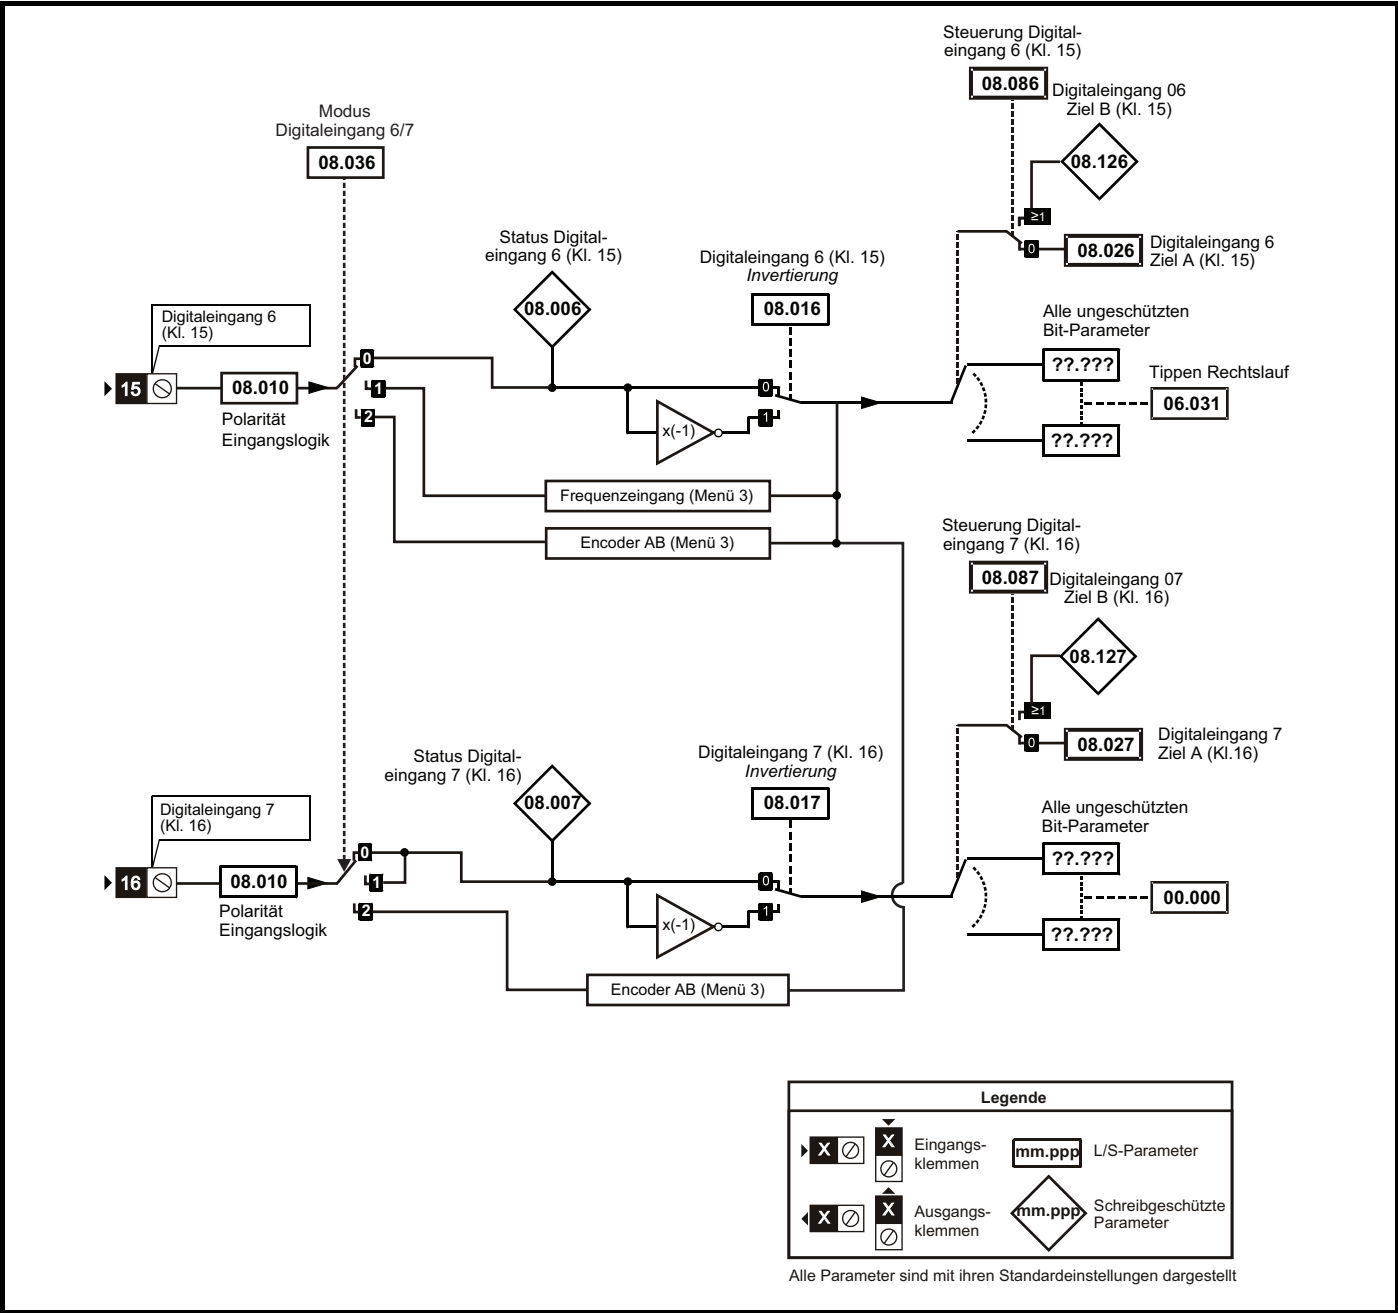 Steuerung Digital-
eingang 6 (Kl. 15)
08.086
Digitaleingang 06
Ziel B (Kl. 15)
08.126
≥1
0
08.026
Digitaleingang 6
Ziel A (Kl. 15)
Modus
Digitaleingang 6/7
08.036
Status Digital-
eingang 6 (Kl. 15)
08.006
Digitaleingang 6 (Kl. 15)
Invertierung
08.016
Alle ungeschützten
Bit-Parameter
??.???
Tippen Rechtslauf
06.031
??.???
Digitaleingang 6
(Kl. 15)
15
08.010
Polarität
Eingangslogik
0
1
2
x(-1)
0
1
Frequenzeingang (Menü 3)
Encoder AB (Menü 3)
Steuerung Digital-
eingang 7 (Kl. 16)
08.087
Digitaleingang 07
Ziel B (Kl. 16)
08.127
≥1
0
08.027
Digitaleingang 7
Ziel A (Kl.16)
Status Digital-
eingang 7 (Kl. 16)
08.007
Digitaleingang 7 (Kl. 16)
Invertierung
08.017
Alle ungeschützten
Bit-Parameter
??.???
00.000
??.???
Digitaleingang 7
(Kl. 16)
16
08.010
Polarität
Eingangslogik
0
1
2
x(-1)
0
1
Encoder AB (Menü 3)
Legende
X
X
Eingangs-
klemmen
mm.ppp
L/S-Parameter
X
X
Ausgangs-
klemmen
mm.ppp
Schreibgeschützte
Parameter
Alle Parameter sind mit ihren Standardeinstellungen dargestellt